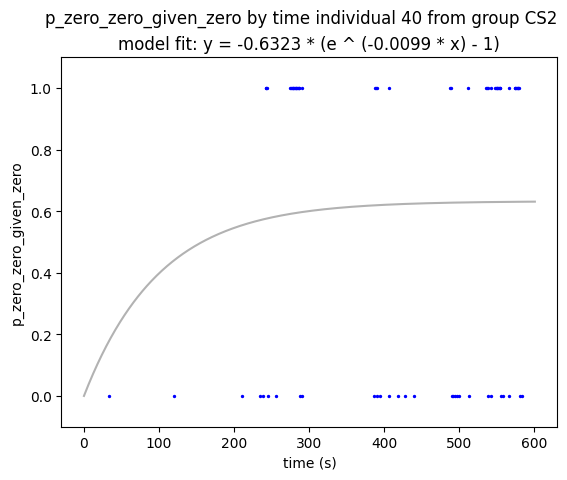 p_zero_zero_given_zero by time individual 40 from group CS2
model fit: y = -0.6323 * (e ^ (-0.0099 * x) - 1)
1.0
0.8
0.6
0.4
0.2
0.0
p_zero_zero_given_zero
0 100 200 300 400 500 600
time (s)